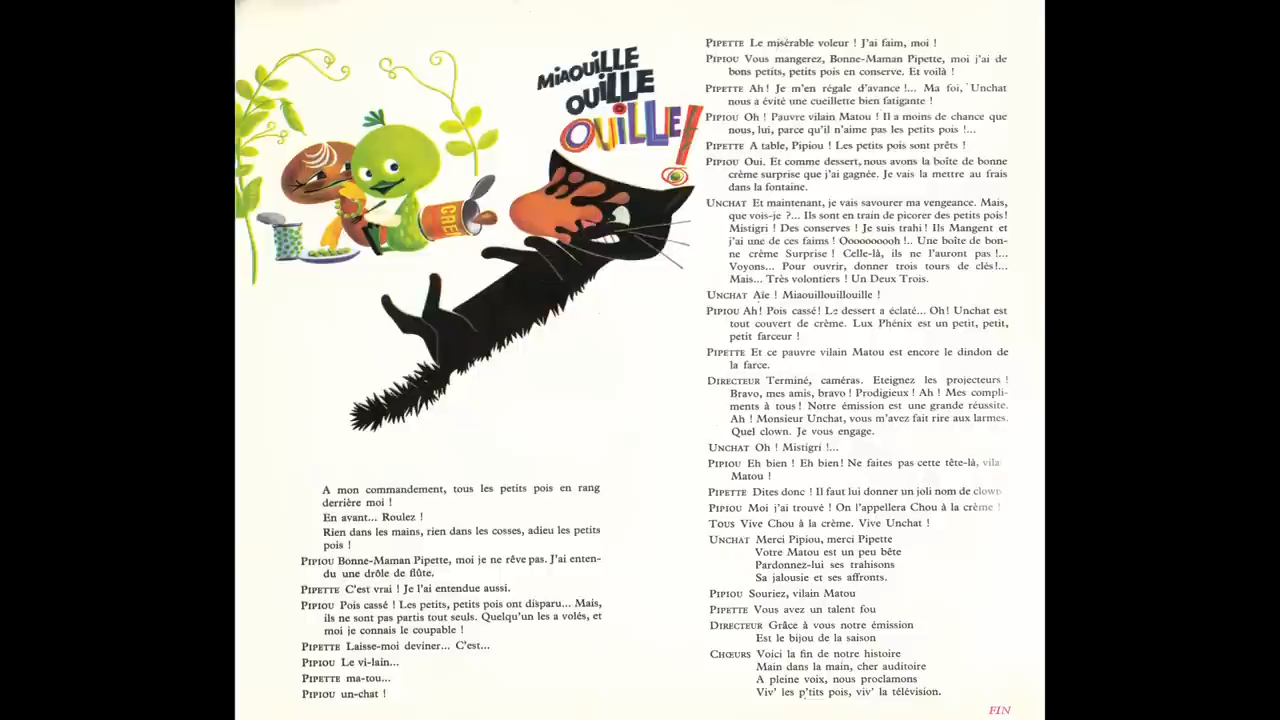 MiAOUiLLE
OUiLLE
OUiLLE!
CRE
A mon commandement, tous les petits pois en rang
derrière moi !
En avant... Roulez !
Rien dans les mains, rien dans les cosses, adieu les petits
pois !
PIPIOU Bonne-Maman Pipette, moi je ne rêve pas. J'ai enten-
du une drôle de flûte.
PIPETTE C'est vrai ! Je l'ai entendue aussi.
PIPIOU Pois cassé ! Les petits, petits pois ont disparu... Mais,
ils ne sont pas partis tout seuls. Quelqu'un les a volés, et
moi je connais le coupable !
PIPETTE Laisse-moi deviner... C'est...
PIPIOU Le vi-lain...
PIPETTE ma-tou...
PIPIOU un-chat !
PIPETTE Le misérable voleur ! J'ai faim, moi !
PIPIOU Vous mangerez, Bonne-Maman Pipette, moi j'ai de
bons petits, petits pois en conserve. Et voilà !
PIPETTE Ah ! Je m'en régale d'avance !... Ma foi, Unchat
nous a évité une cueillette bien fatigante !
PIPIOU Oh ! Pauvre vilain Matou ! Il a moins de chance que
nous, lui, parce qu'il n'aime pas les petits pois !...
PIPETTE A table, Pipiou ! Les petits pois sont prêts !
PIPIOU Oui. Et comme dessert, nous avons la boîte de bonne
crème surprise que j'ai gagnée. Je vais la mettre au frais
dans la fontaine.
UNCHAT Et maintenant, je vais savourer ma vengeance. Mais,
que vois-je ?... Ils sont en train de picorer des petits pois !
Mistigri ! Des conserves ! Je suis trahi ! Ils Mangent et
j'ai une de ces faims ! Ooooooooh !.. Une boîte de bon-
ne crème Surprise ! Celle-là, ils ne l'auront pas !...
Voyons... Pour ouvrir, donner trois tours de clés !...
Mais... Très volontiers ! Un Deux Trois.
UNCHAT Aïe ! Miaouillouillouille !
PIPIOU Ah ! Pois cassé! Le dessert a éclaté... Oh! Unchat est
tout couvert de crème. Lux Phénix est un petit, petit,
petit farceur !
PIPETTE Et ce pauvre vilain Matou est encore le dindon de
la farce.
DIRECTEUR Terminé, caméras. Eteignez les projecteurs !
Bravo, mes amis, bravo ! Prodigieux ! Ah ! Mes compli-
ments à tous ! Notre émission est une grande réussite.
Ah ! Monsieur Unchat, vous m'avez fait rire aux larmes.
Quel clown. Je vous engage.
UNCHAT Oh ! Mistigri !...
PIPIOU Eh bien ! Eh bien! Ne faites pas cette tête-là, vilain
Matou !
PIPETTE Dites donc ! Il faut lui donner un joli nom de clown
PIPIOU Moi j'ai trouvé ! On l'appellera Chou à la crème !
TOUS Vive Chou à la crème. Vive Unchat !
UNCHAT Merci Pipiou, merci Pipette
Votre Matou est un peu bête
Pardonnez-lui ses trahisons
Sa jalousie et ses affronts.
PIPIOU Souriez, vilain Matou
PIPETTE Vous avez un talent fou
DIRECTEUR Grâce à vous notre émission
Est le bijou de la saison
CHŒURS Voici la fin de notre histoire
Main dans la main, cher auditoire
A pleine voix, nous proclamons
Viv' les p'tits pois, viv' la télévision.
FIN